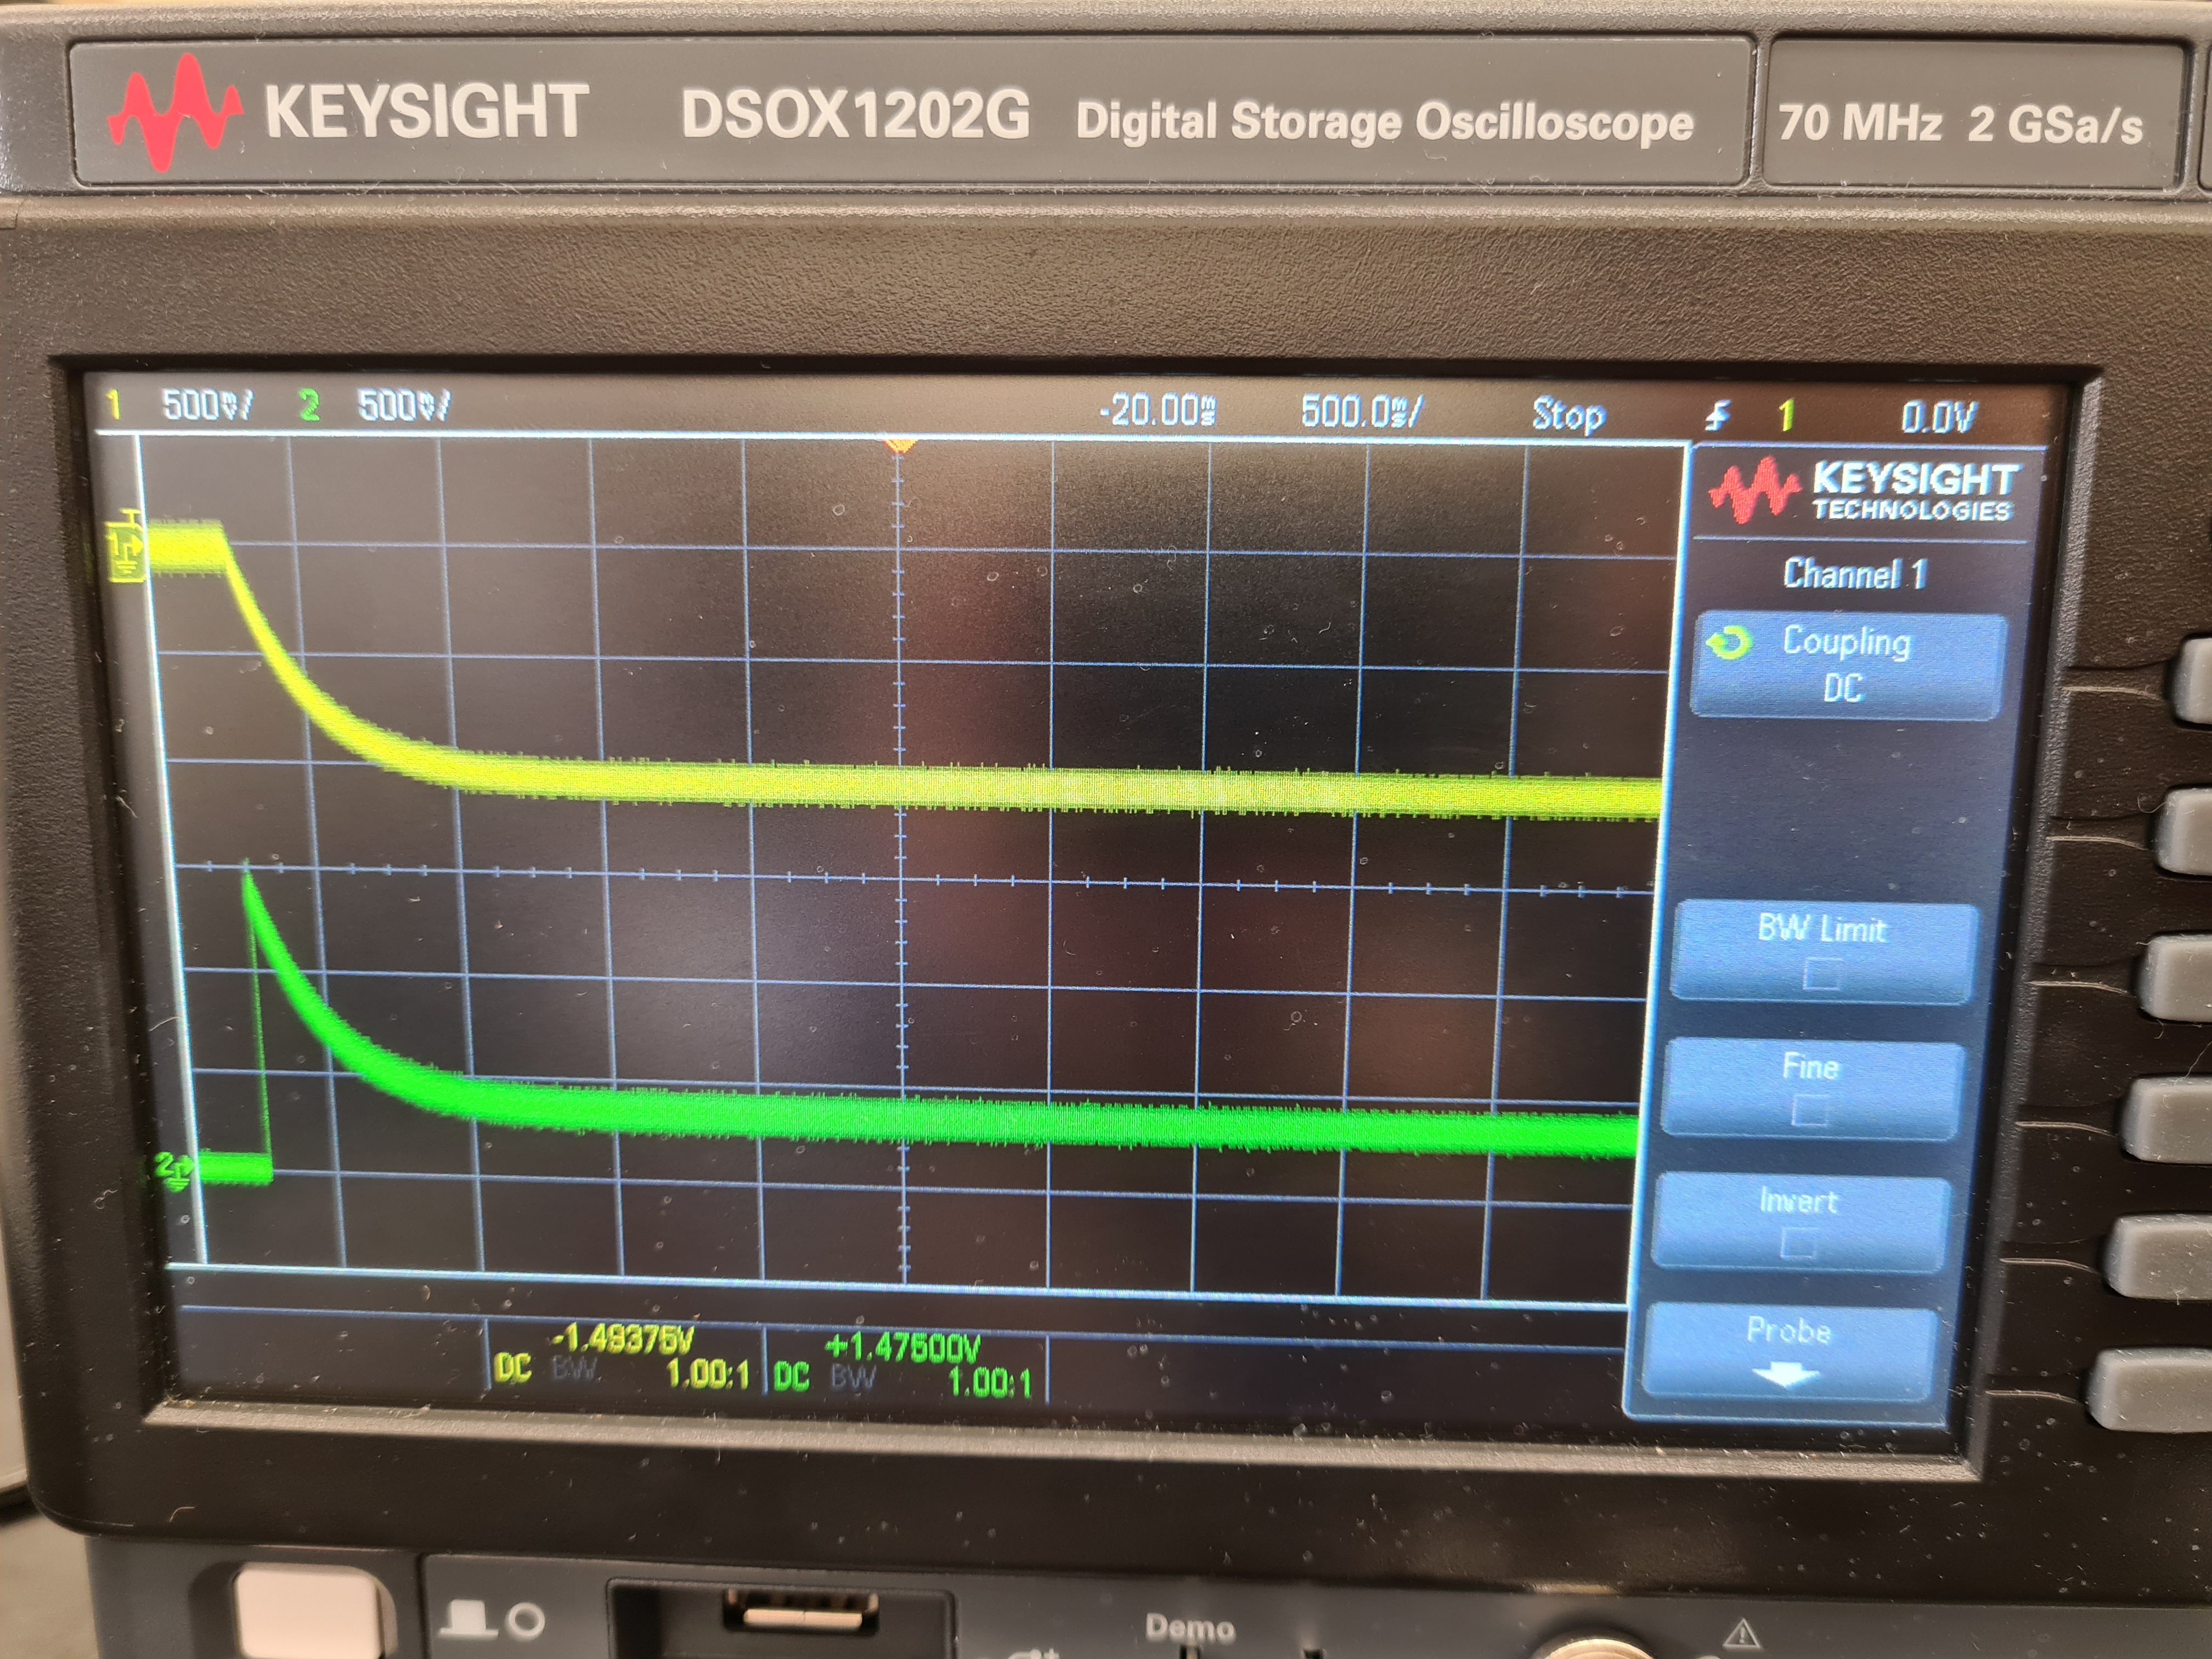 KEYSIGHT DSOX1202G Digital Storage Oscilloscope 70 MHz 2 GSa/s
1 500mV/ 2 500mV/ -20.00ms 500.0ms/ Stop 1 0.0V
KEYSIGHT
TECHNOLOGIES
Channel 1
Coupling
DC
BW Limit
Fine
Invert
2
Probe
-1.49375V +1.47500V
DC BW 1.00:1 DC BW 1.00:1
Demo